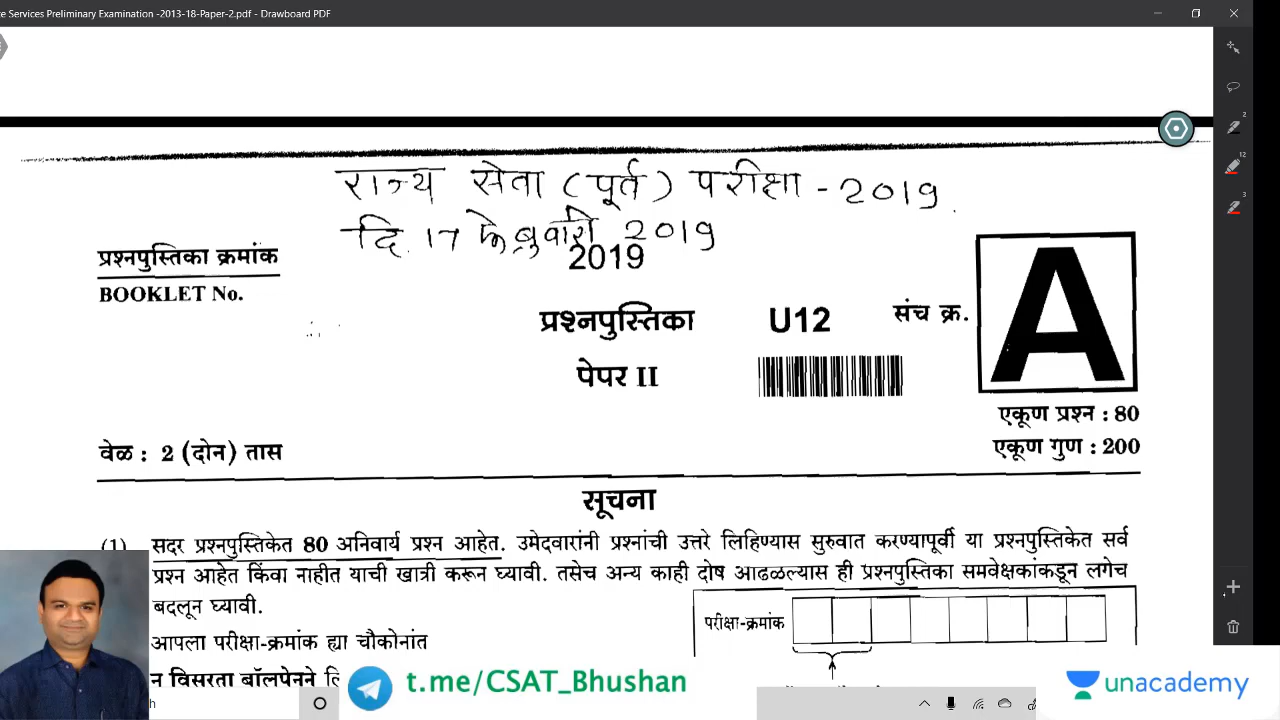 e Services Preliminary Examination -2013-18-Paper-2.pdf - Drawboard PDF
राज्य सेवा (पूर्व) परीक्षा - 2019
दि. 17 फेब्रुवारी 2019
2019
प्रश्नपुस्तिका क्रमांक
BOOKLET No.
प्रश्नपुस्तिका U12
संच क्र. A
पेपर II
एकूण प्रश्न : 80
वेळ : 2 (दोन) तास
एकूण गुण : 200
सूचना
(1) सदर प्रश्नपुस्तिकेत 80 अनिवार्य प्रश्न आहेत. उमेदवारांनी प्रश्नांची उत्तरे लिहिण्यास सुरुवात करण्यापूर्वी या प्रश्नपुस्तिकेत सर्व
प्रश्न आहेत किंवा नाहीत याची खात्री करून घ्यावी. तसेच अन्य काही दोष आढळल्यास ही प्रश्नपुस्तिका समवेक्षकांकडून लगेच
बदलून घ्यावी.
परीक्षा-क्रमांक
आपला परीक्षा-क्रमांक ह्या चौकोनांत
न विसरता बॉलपेनने
t.me/CSAT_Bhushan
unacademy